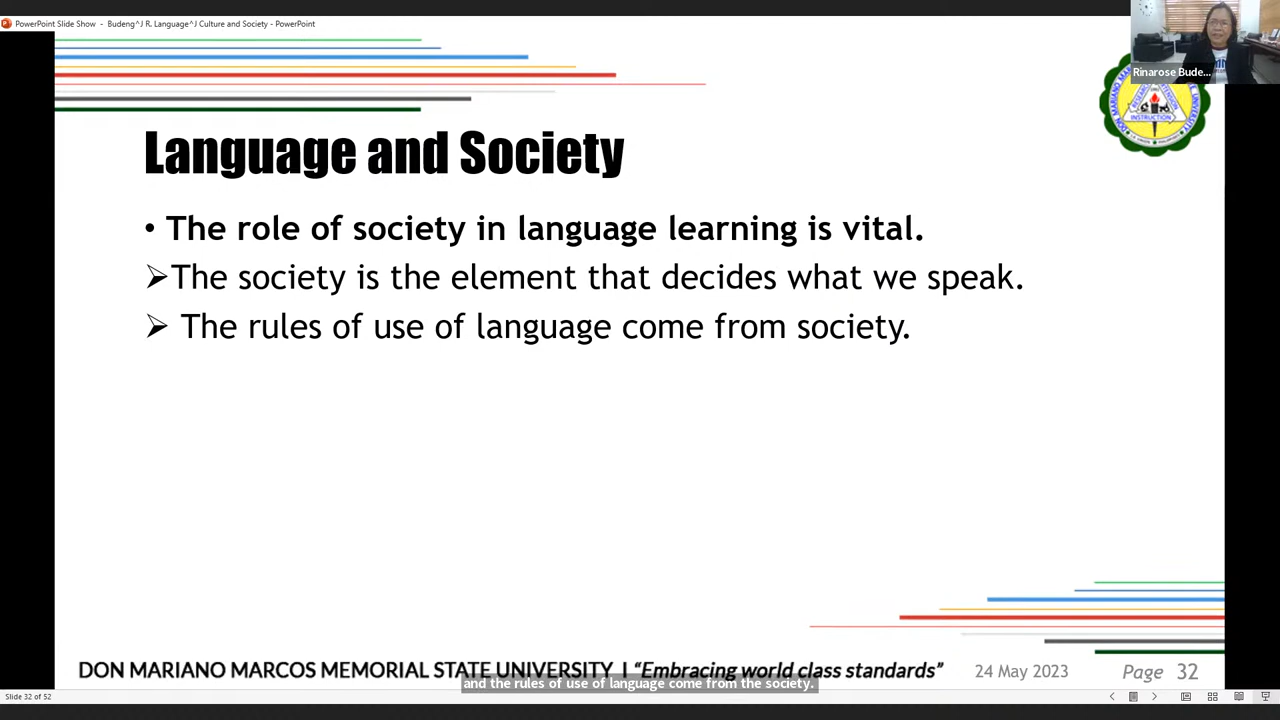 PowerPoint Slide Show - Budeng^J R. Language^J Culture and Society - PowerPoint
Rinarose Bude...
INSTRUCTION
Language and Society
• The role of society in language learning is vital.
➢The society is the element that decides what we speak.
➢ The rules of use of language come from society.
DON MARIANO MARCOS MEMORIAL STATE UNIVERSITY | “Embracing world class standards”
24 May 2023
Page 32
and the rules of use of language come from the society.
Slide 32 of 52